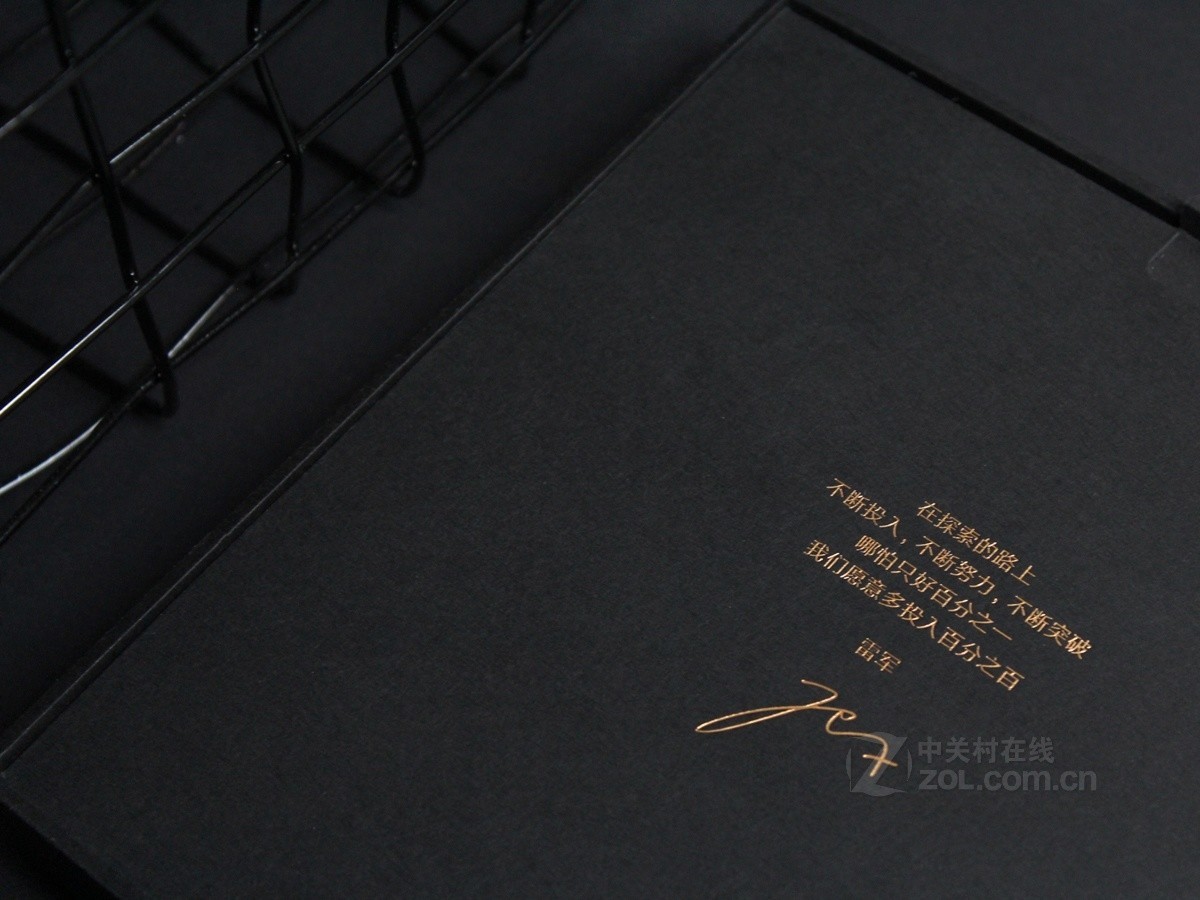 在探索的路上
不断投入，不断努力，不断突破
哪怕只好百分之一
我们愿意多投入百分之百
雷军
中关村在线
ZOL.com.cn